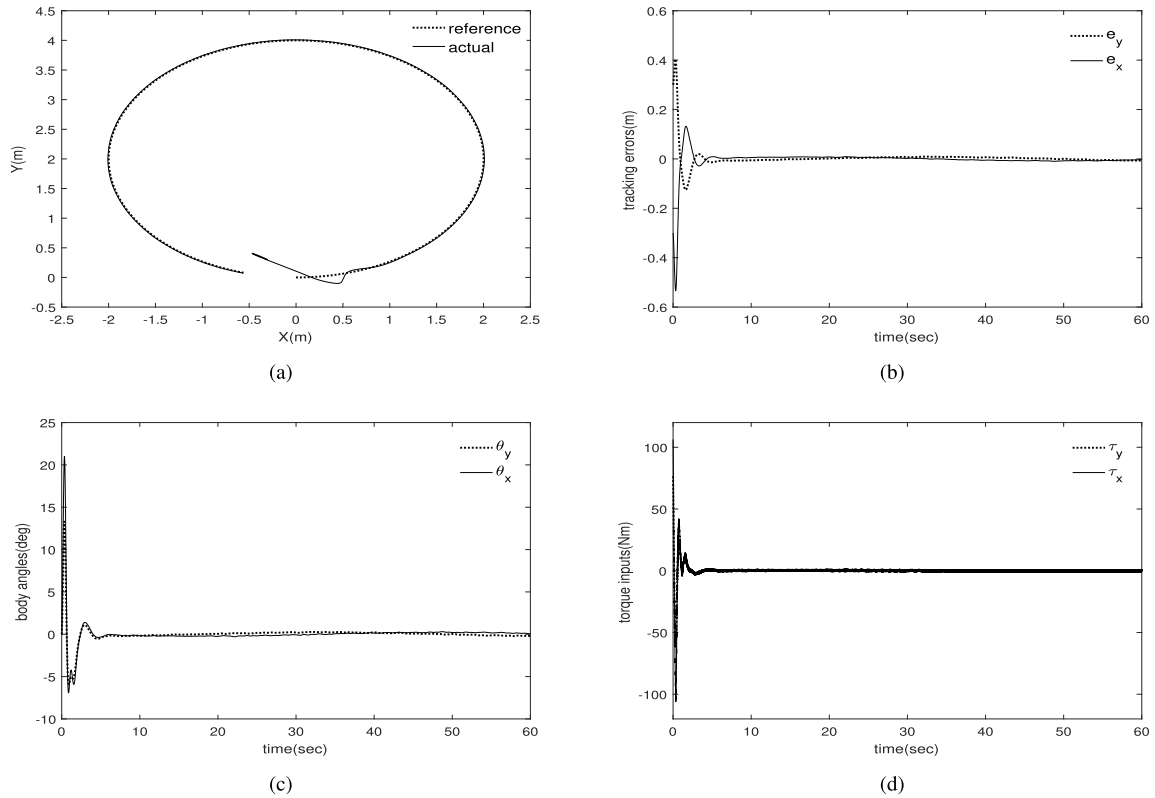 4.5
4
3.5
3
2.5
2
1.5
1
0.5
0
-0.5
Y(m)
-2.5 -2 -1.5 -1 -0.5 0 0.5 1 1.5 2 2.5
X(m)
reference
actual
(a)
0.6
0.4
0.2
0
-0.2
-0.4
-0.6
tracking errors(m)
0 10 20 30 40 50 60
time(sec)
e_y
e_x
(b)
25
20
15
10
5
0
-5
-10
body angles(deg)
0 10 20 30 40 50 60
time(sec)
θ_y
θ_x
(c)
100
50
0
-50
-100
torque inputs(Nm)
0 10 20 30 40 50 60
time(sec)
τ_y
τ_x
(d)